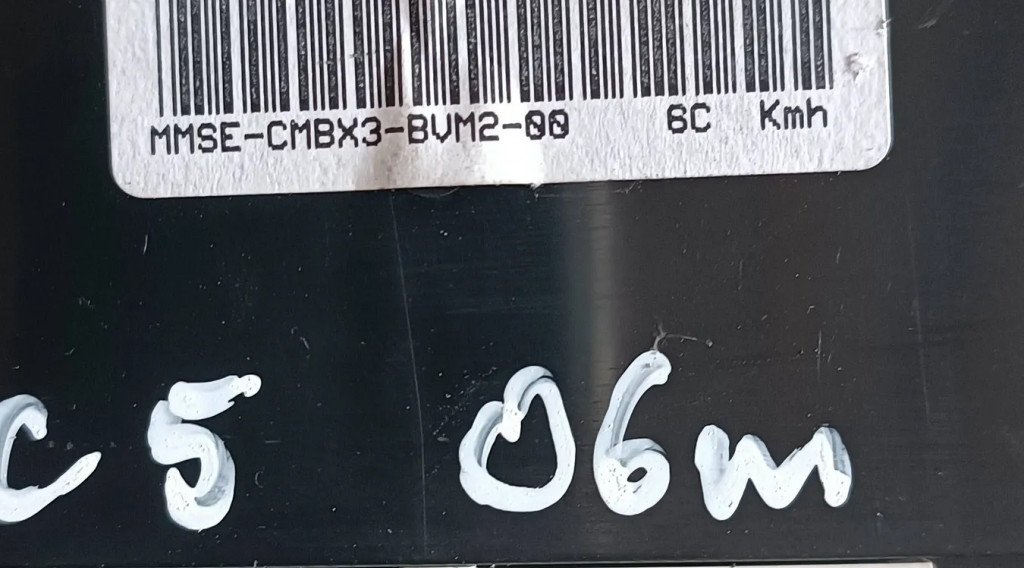 MMSE-CMBX3-BVM2-00 6C Kmh
C5 06m